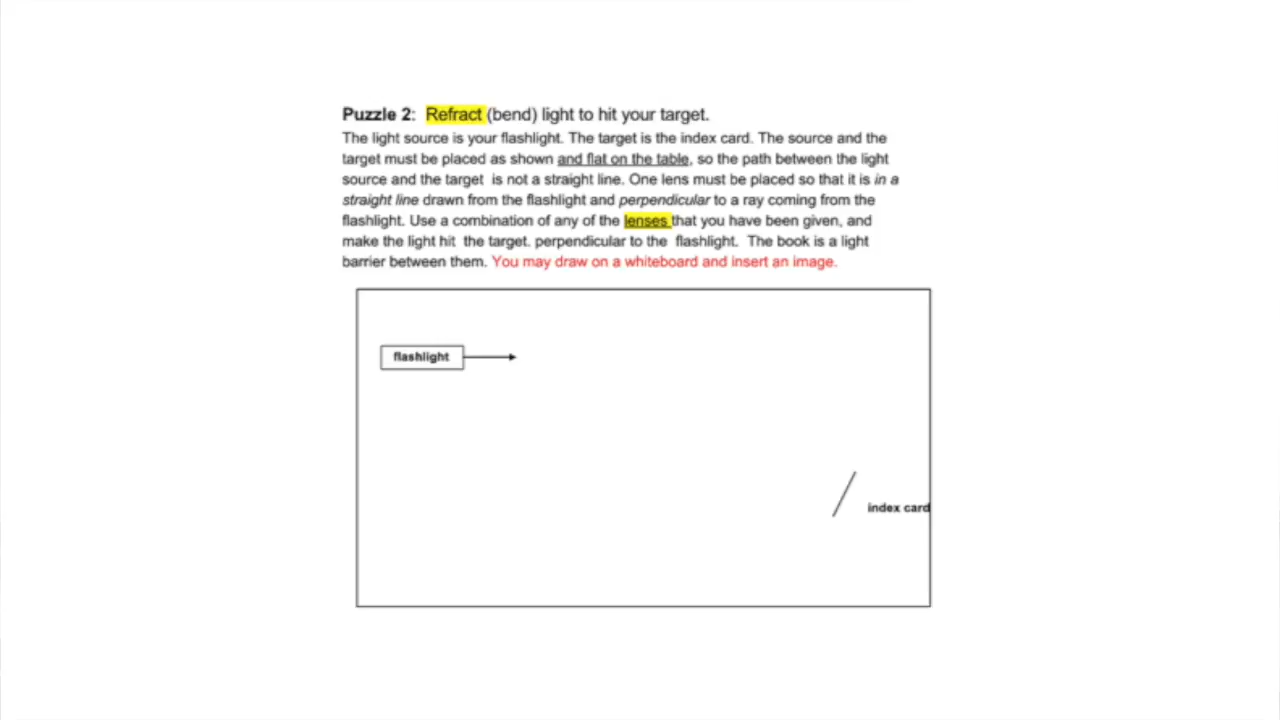 Puzzle 2: Refract (bend) light to hit your target.
The light source is your flashlight. The target is the index card. The source and the
target must be placed as shown and flat on the table, so the path between the light
source and the target is not a straight line. One lens must be placed so that it is in a
straight line drawn from the flashlight and perpendicular to a ray coming from the
flashlight. Use a combination of any of the lenses that you have been given, and
make the light hit the target. perpendicular to the flashlight. The book is a light
barrier between them. You may draw on a whiteboard and insert an image.
flashlight
index card